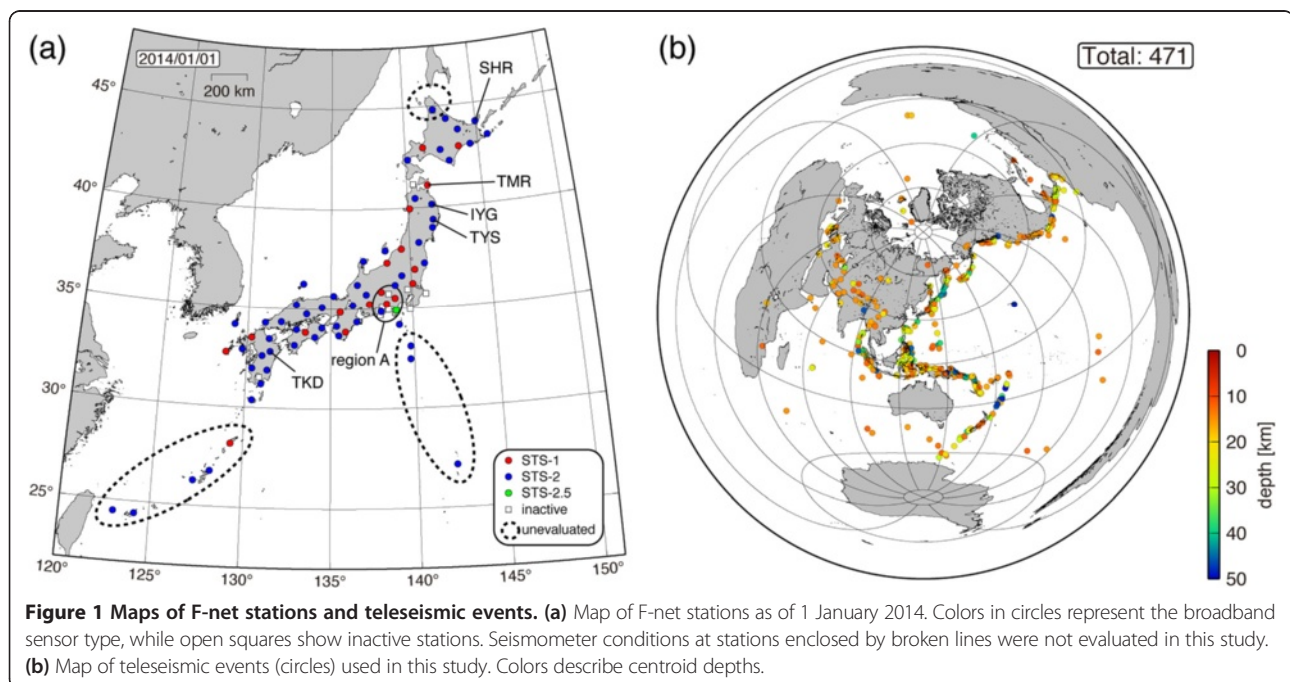 (a)
2014/01/01
200 km
45°
40°
35°
30°
25°
120°
125°
130°
135°
140°
145°
150°
SHR
TMR
IYG
TYS
region A
TKD
STS-1
STS-2
STS-2.5
inactive
unevaluated
(b)
Total: 471
0
10
20
30
40
50
depth [km]
Figure 1 Maps of F-net stations and teleseismic events. (a) Map of F-net stations as of 1 January 2014. Colors in circles represent the broadband
sensor type, while open squares show inactive stations. Seismometer conditions at stations enclosed by broken lines were not evaluated in this study.
(b) Map of teleseismic events (circles) used in this study. Colors describe centroid depths.